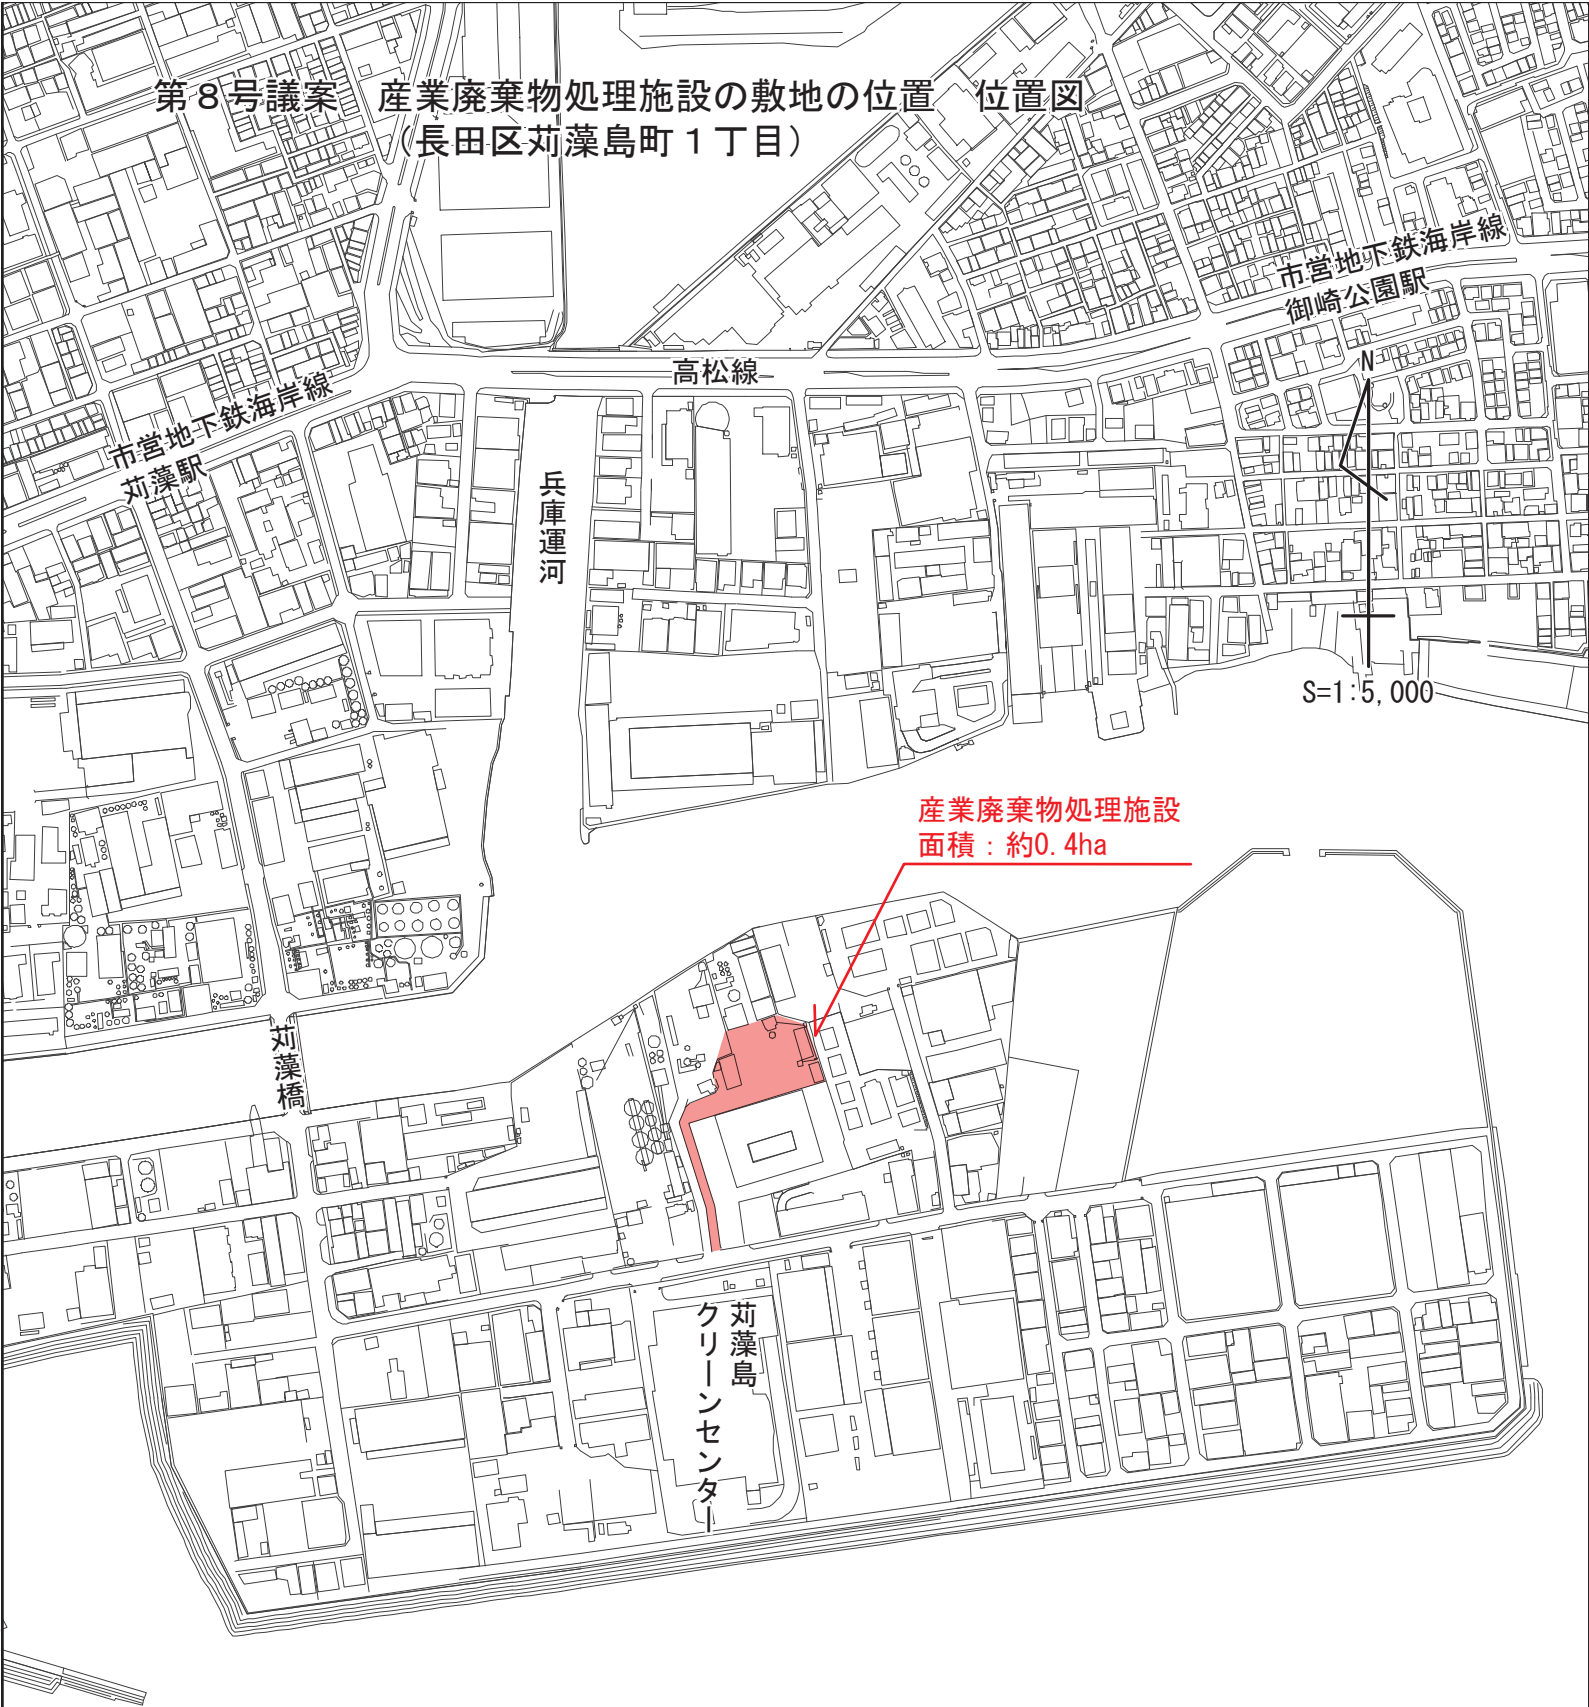 第８号議案　産業廃棄物処理施設の敷地の位置　位置図
（長田区苅藻島町１丁目）
市営地下鉄海岸線
御崎公園駅
N
高松線
市営地下鉄海岸線
苅藻駅
兵庫運河
S=1:5,000
産業廃棄物処理施設
面積：約0.4ha
苅藻橋
苅藻島
クリーンセンター